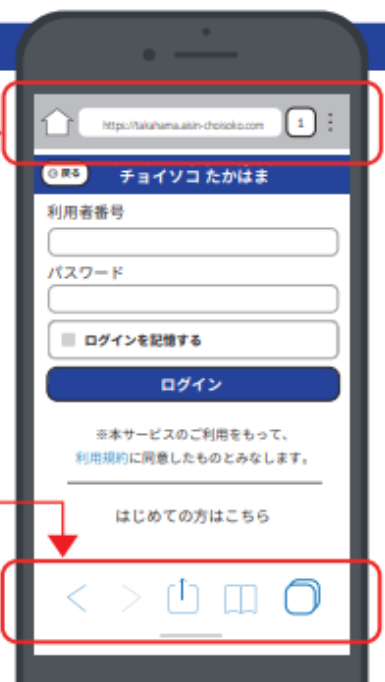 https://takahama.aisin-choisoko.com
1
戻る
チョイソコ たかはま
利用者番号
パスワード
ログインを記憶する
ログイン
※本サービスのご利用をもって、
利用規約に同意したものとみなします。
はじめての方はこちら